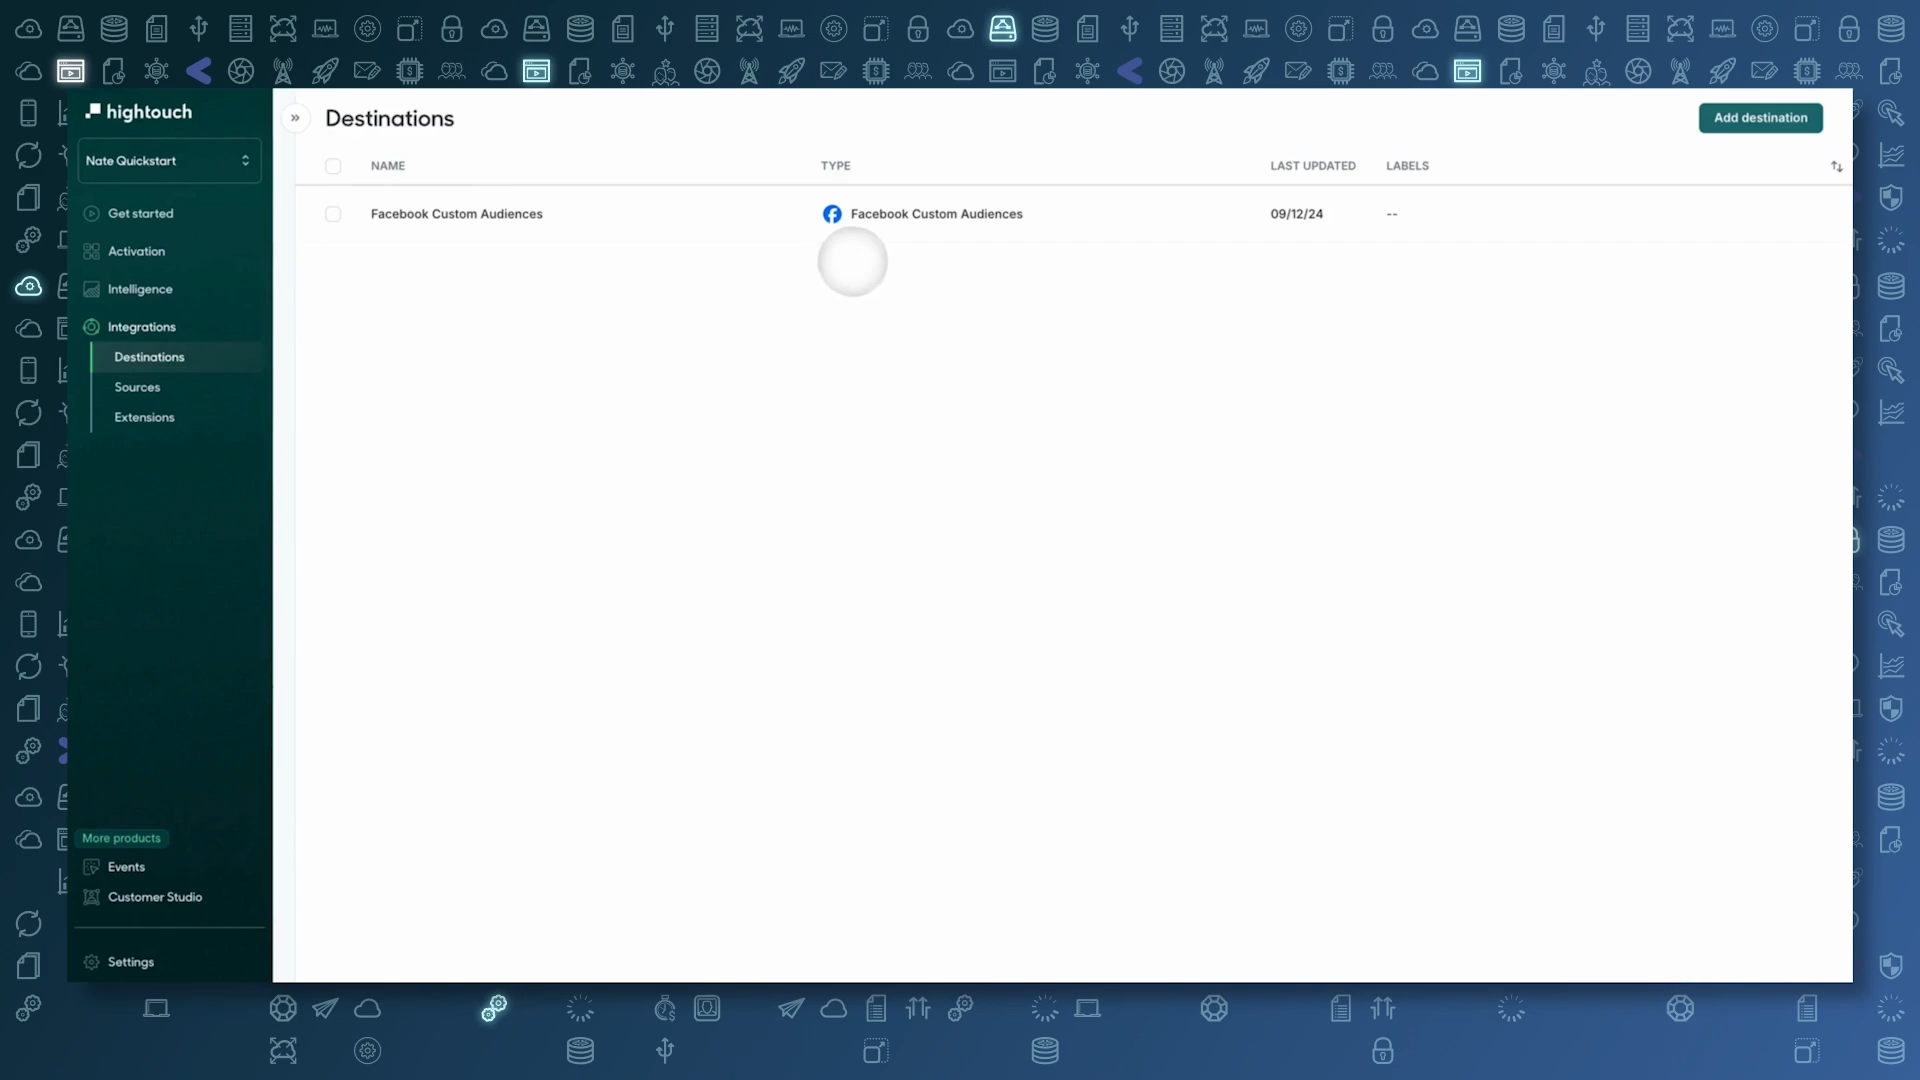 hightouch
Nate Quickstart
Get started
Activation
Intelligence
Integrations
Destinations
Sources
Extensions
More products
Events
Customer Studio
Settings
Destinations
Add destination
NAME TYPE LAST UPDATED LABELS
Facebook Custom Audiences Facebook Custom Audiences 09/12/24 --